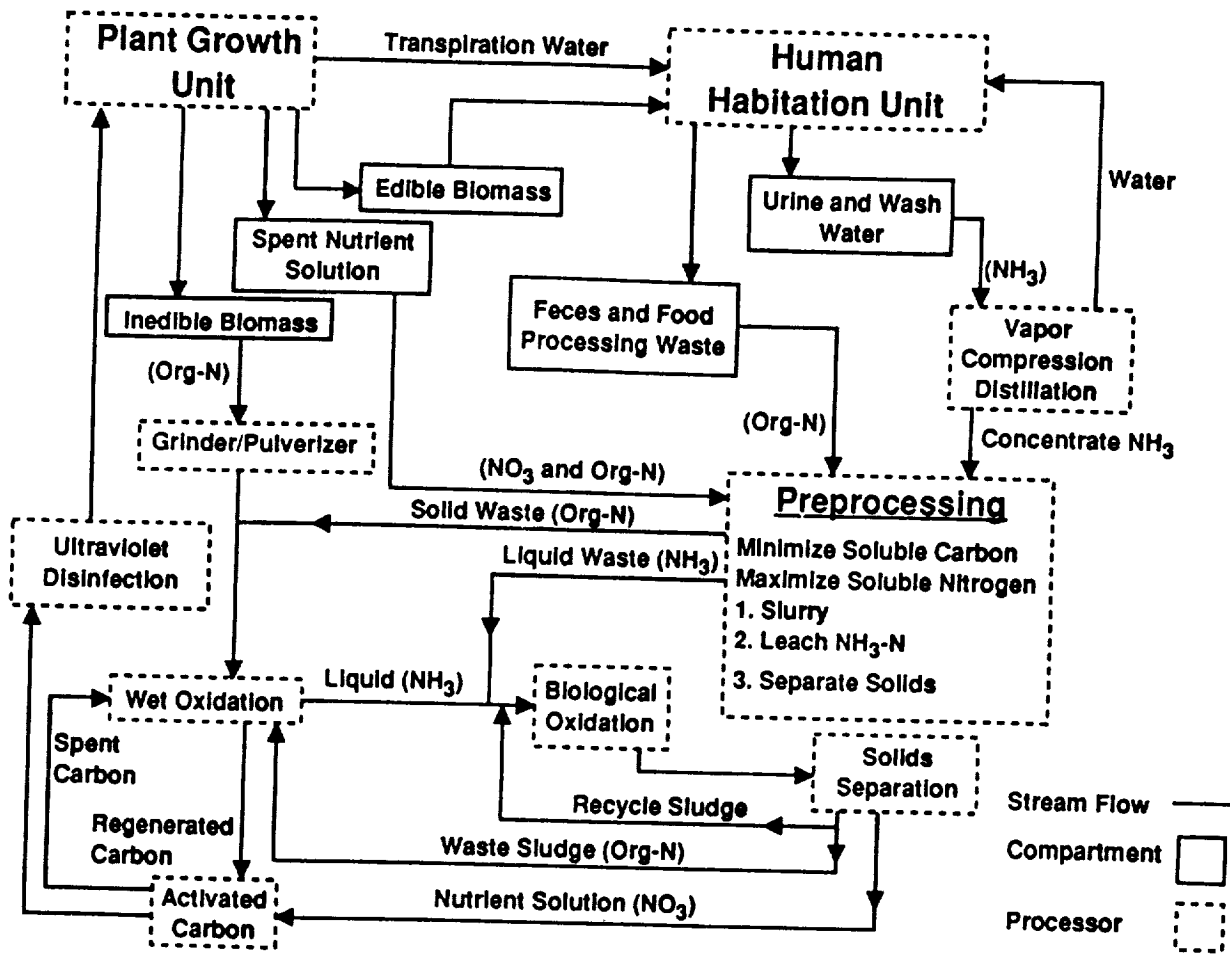 Plant Growth
Unit
Transpiration Water
Human
Habitation Unit
Edible Biomass
Spent Nutrient
Solution
Inedible Biomass
(Org-N)
Grinder/Pulverizer
Urine and Wash
Water
Water
(NH3)
Feces and Food
Processing Waste
Vapor
Compression
Distillation
(Org-N)
Concentrate NH3
(NO3 and Org-N)
Solid Waste (Org-N)
Liquid Waste (NH3)
Preprocessing
Minimize Soluble Carbon
Maximize Soluble Nitrogen
1. Slurry
2. Leach NH3-N
3. Separate Solids
Ultraviolet
Disinfection
Wet Oxidation
Liquid (NH3)
Biological
Oxidation
Solids
Separation
Spent
Carbon
Regenerated
Carbon
Recycle Sludge
Waste Sludge (Org-N)
Nutrient Solution (NO3)
Activated
Carbon
Stream Flow
Compartment
Processor